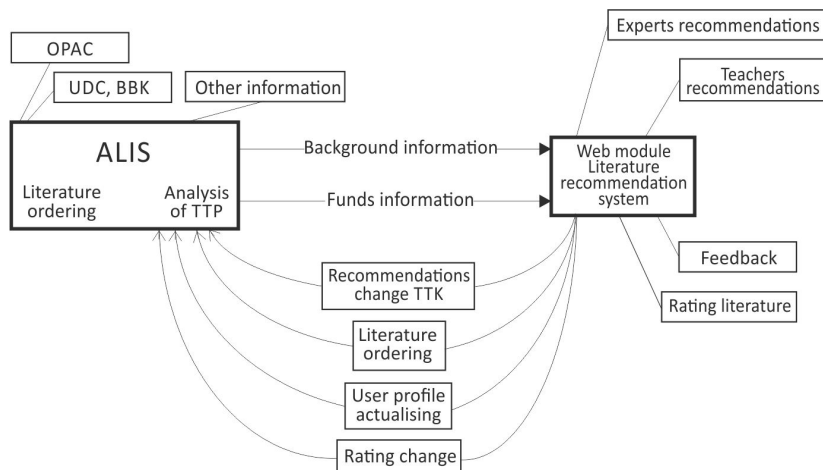 OPAC
UDC, BBK
Other information
ALIS
Literature
ordering
Analysis
of TTP
Background information
Funds information
Experts recommendations
Teachers
recommendations
Web module
Literature
recommendation
system
Feedback
Rating literature
Recommendations
change TTK
Literature
ordering
User profile
actualising
Rating change